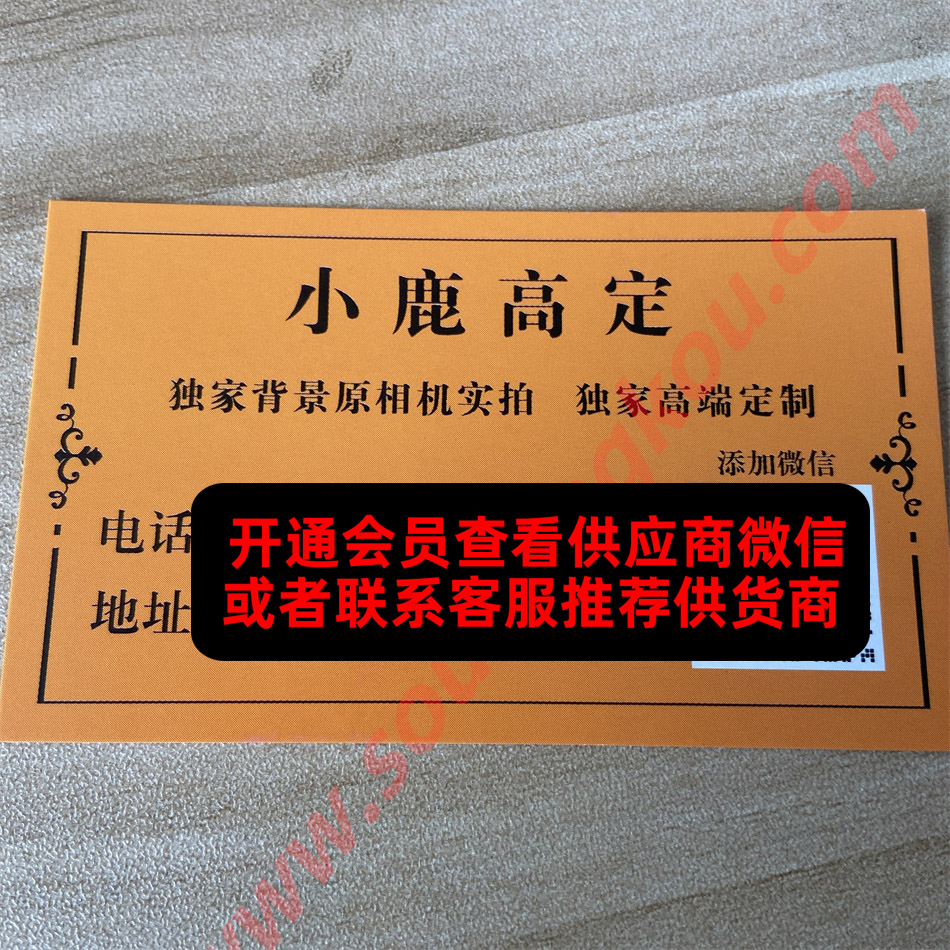 小鹿高定
独家背景原相机实拍 独家高端定制
添加微信
电话
地址
开通会员查看供应商微信
或者联系客服推荐供货商